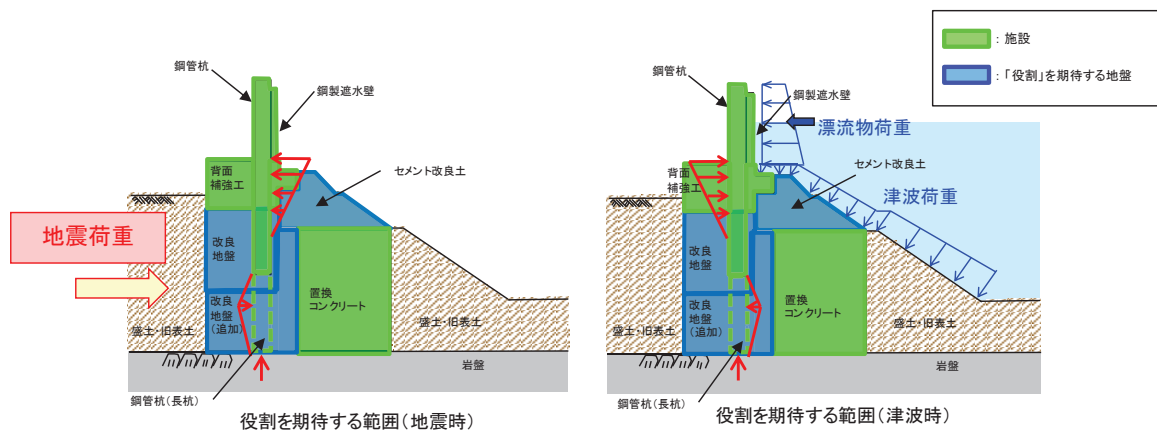 ：施設
：「役割」を期待する地盤
鋼管杭
鋼製遮水壁
背面
補強工
セメント改良土
地震荷重
改良
地盤
改良
地盤
（追加）
置換
コンクリート
盛土・旧表土
盛土・旧表土
岩盤
鋼管杭（長杭）
役割を期待する範囲（地震時）
鋼管杭
鋼製遮水壁
漂流物荷重
背面
補強工
セメント改良土
津波荷重
改良
地盤
改良
地盤
（追加）
置換
コンクリート
盛土・旧表土
盛土・旧表土
岩盤
鋼管杭（長杭）
役割を期待する範囲（津波時）